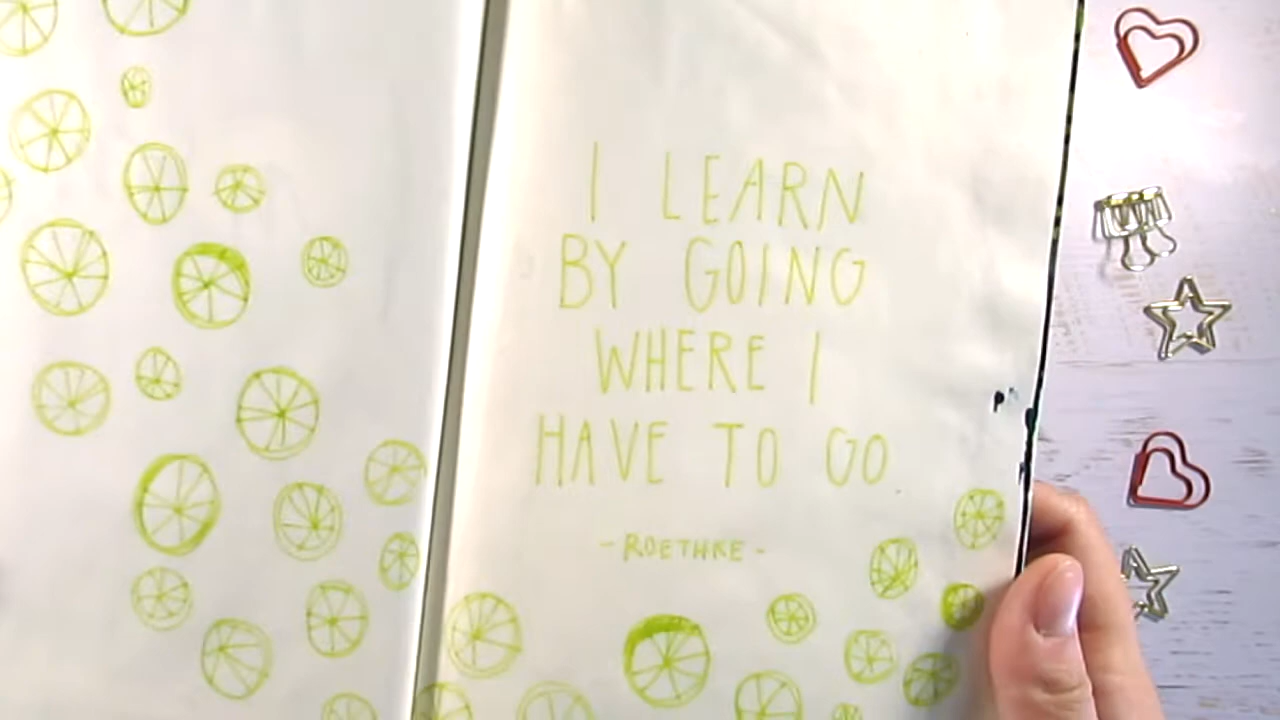 I LEARN
BY GOING
WHERE I
HAVE TO GO
- ROETHKE -